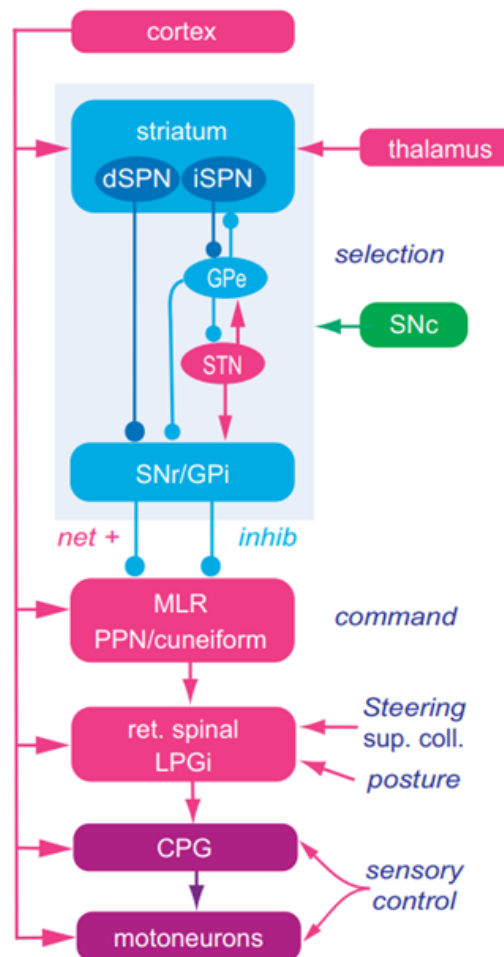 cortex
striatum
thalamus
dSPN
iSPN
GPe
selection
SNc
STN
SNr/GPi
net +
inhib
MLR
PPN/cuneiform
command
ret. spinal
LPGi
Steering
sup. coll.
posture
CPG
sensory
control
motoneurons